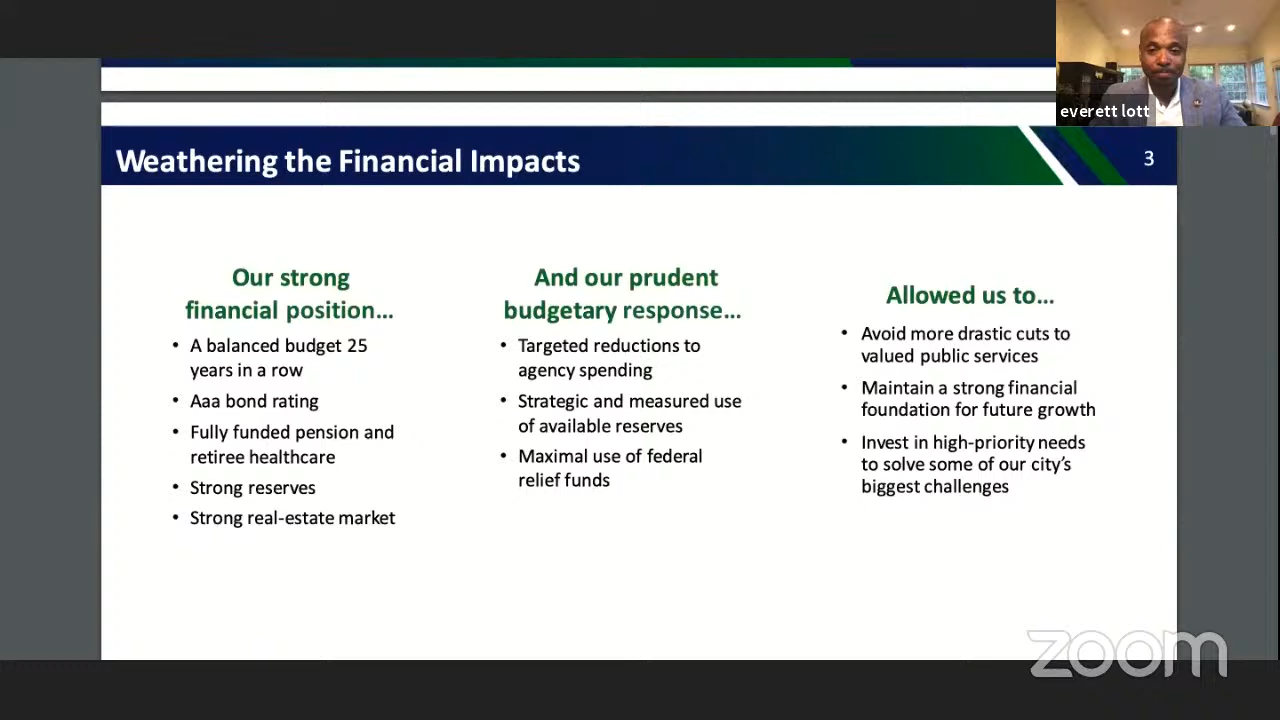 everett lott
Weathering the Financial Impacts
3
Our strong
financial position...
• A balanced budget 25
years in a row
• Aaa bond rating
• Fully funded pension and
retiree healthcare
• Strong reserves
• Strong real-estate market
And our prudent
budgetary response...
• Targeted reductions to
agency spending
• Strategic and measured use
of available reserves
• Maximal use of federal
relief funds
Allowed us to...
• Avoid more drastic cuts to
valued public services
• Maintain a strong financial
foundation for future growth
• Invest in high-priority needs
to solve some of our city's
biggest challenges
zoom